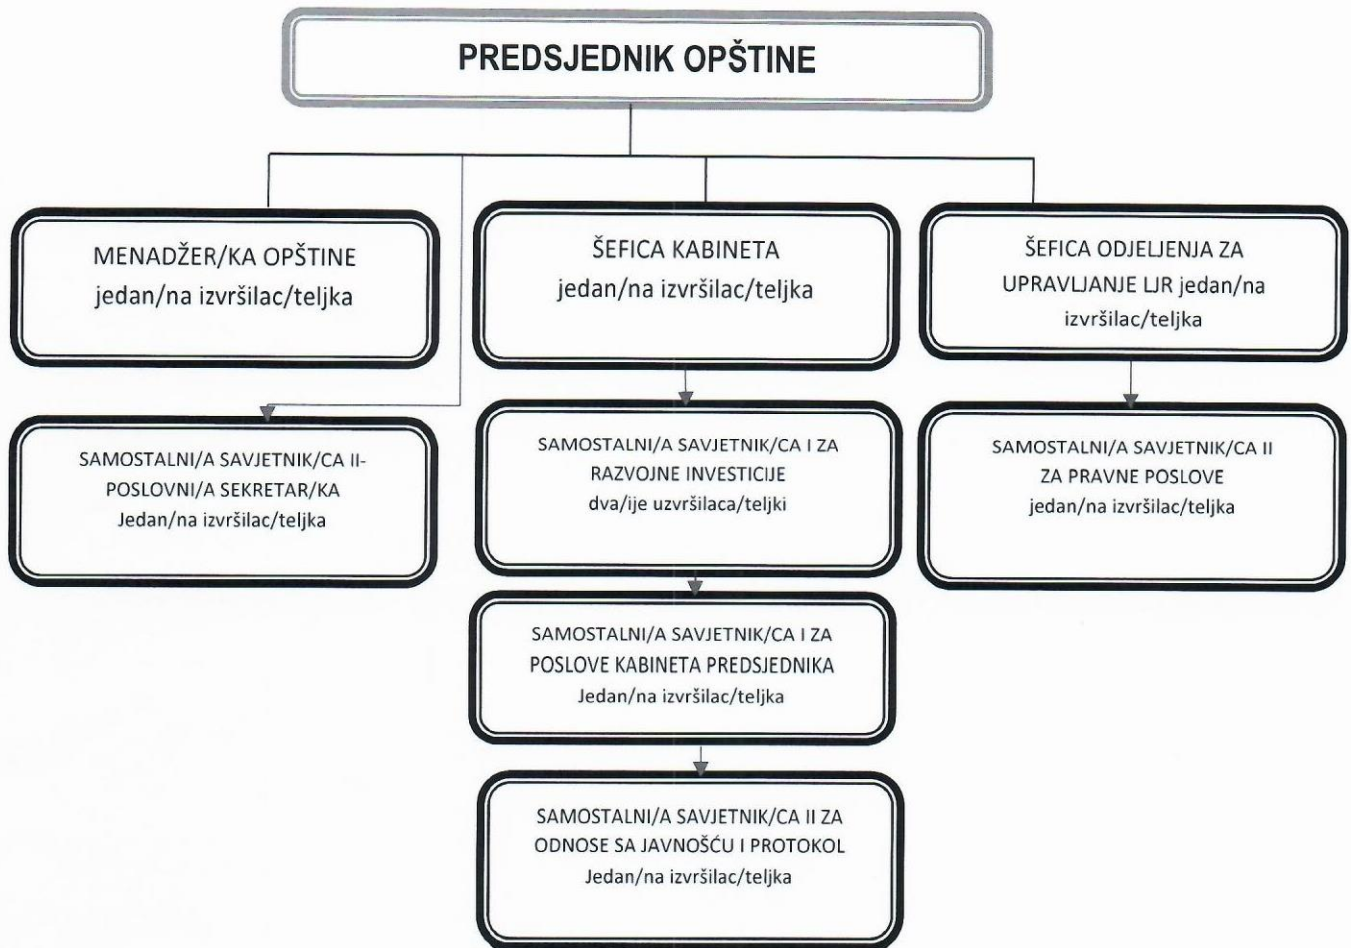 PREDSJEDNIK OPŠTINE
MENADŽER/KA OPŠTINE
jedan/na izvršilac/teljka
ŠEFICA KABINETA
jedan/na izvršilac/teljka
ŠEFICA ODJELJENJA ZA
UPRAVLJANJE LJR jedan/na
izvršilac/teljka
SAMOSTALNI/A SAVJETNIK/CA II-
POSLOVNI/A SEKRETAR/KA
Jedan/na izvršilac/teljka
SAMOSTALNI/A SAVJETNIK/CA I ZA
RAZVOJNE INVESTICIJE
dva/ije uzvršilaca/teljki
SAMOSTALNI/A SAVJETNIK/CA II
ZA PRAVNE POSLOVE
jedan/na izvršilac/teljka
SAMOSTALNI/A SAVJETNIK/CA I ZA
POSLOVE KABINETA PREDSJEDNIKA
Jedan/na izvršilac/teljka
SAMOSTALNI/A SAVJETNIK/CA II ZA
ODNOSE SA JAVNOŠĆU I PROTOKOL
Jedan/na izvršilac/teljka